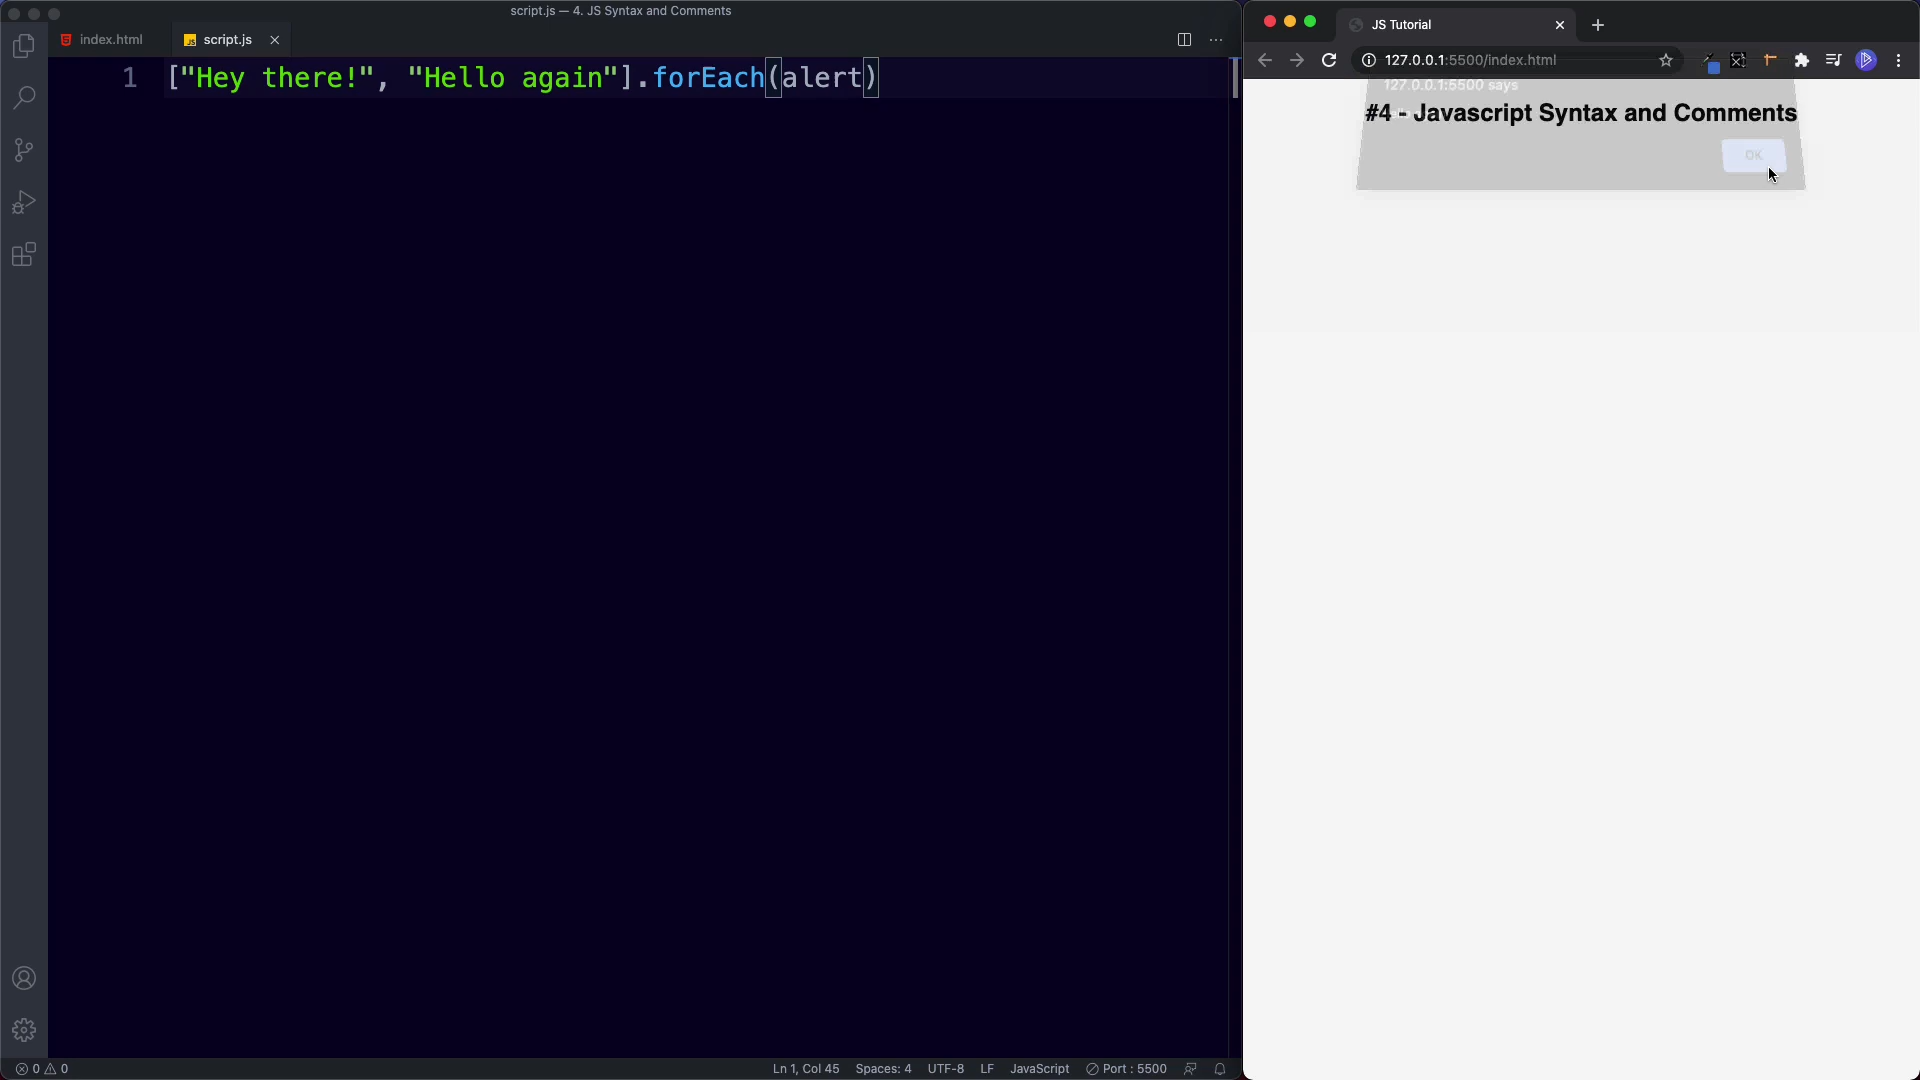 script.js — 4. JS Syntax and Comments
index.html
script.js
1 ["Hey there!", "Hello again"].forEach(alert)
0 0
Ln 1, Col 45 Spaces: 4 UTF-8 LF JavaScript Port : 5500
JS Tutorial
127.0.0.1:5500/index.html
127.0.0.1:5500 says
#4 - Javascript Syntax and Comments
OK